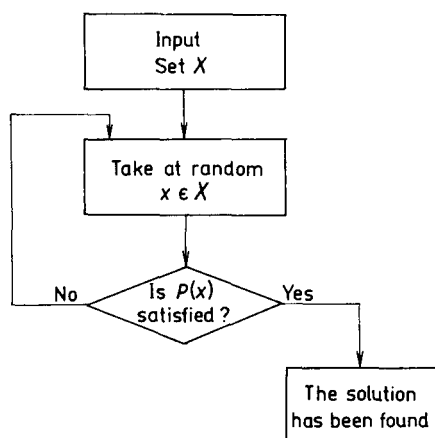 Input
Set X
Take at random
x ∈ X
Is P(x)
satisfied?
No
Yes
The solution
has been found